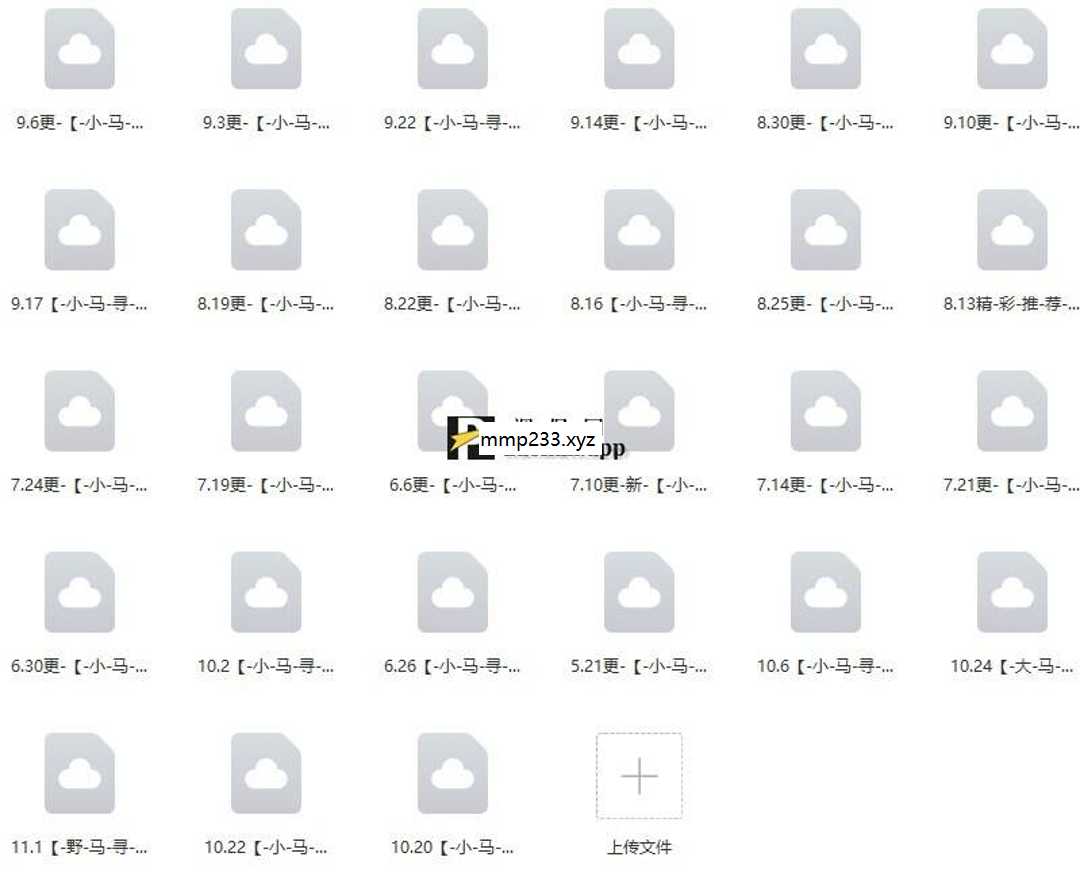 9.6更-【-小-马-...
9.3更-【-小-马-...
9.22【-小-马-寻-...
9.14更-【-小-马-...
8.30更-【-小-马-...
9.10更-【-小-马-...
9.17【-小-马-寻-...
8.19更-【-小-马-...
8.22更-【-小-马-...
8.16【-小-马-寻-...
8.25更-【-小-马-...
8.13精-彩-推-荐-...
mmp233.xyz
pp
7.24更-【-小-马-...
7.19更-【-小-马-...
6.6更-【-小-马-...
7.10更-新-【-小-...
7.14更-【-小-马-...
7.21更-【-小-马-...
6.30更-【-小-马-...
10.2【-小-马-寻-...
6.26【-小-马-寻-...
5.21更-【-小-马-...
10.6【-小-马-寻-...
10.24【-大-马-...
11.1【-野-马-寻-...
10.22【-小-马-...
10.20【-小-马-...
上传文件